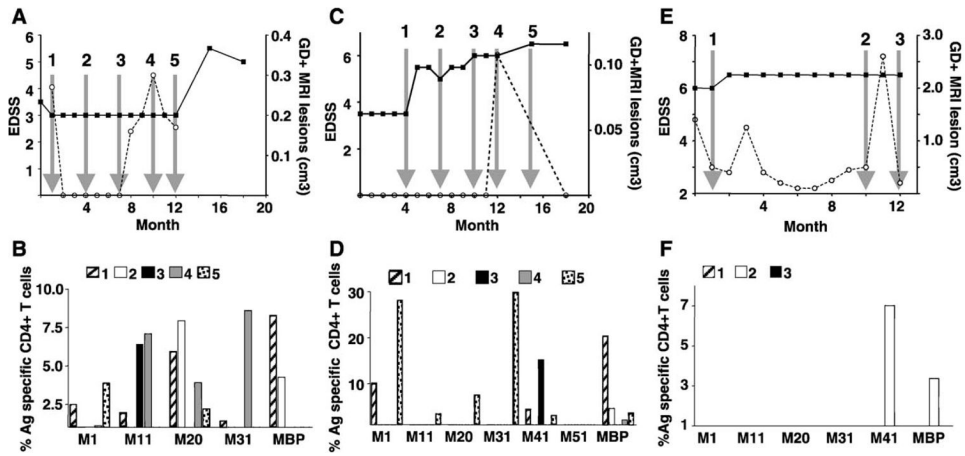 A
6
5
4
3
2
1
EDSS
1 2 3 4 5
0.4
0.3
0.2
0.1
GD+ MRI lesions (cm3)
4 8 12 16 20
Month
C
6
4
2
EDSS
1 2 3 4 5
0.10
0.05
GD+MRI lesions (cm3)
0 4 8 12 16 20
Month
E
8
6
4
2
EDSS
1 2 3
3.0
2.0
1.0
GD+ MRI lesion (cm3)
0 4 8 12
Month
B
1 2 3 4 5
10.0
7.5
5.0
2.5
% Ag specific CD4+ T cells
M1 M11 M20 M31 MBP
D
1 2 3 4 5
30
20
10
% Ag specific CD4+ T cells
M1 M11 M20 M31 M41 M51 MBP
F
1 2 3
7
5
3
1
%Ag specific CD4+T cells
M1 M11 M20 M31 M41 MBP